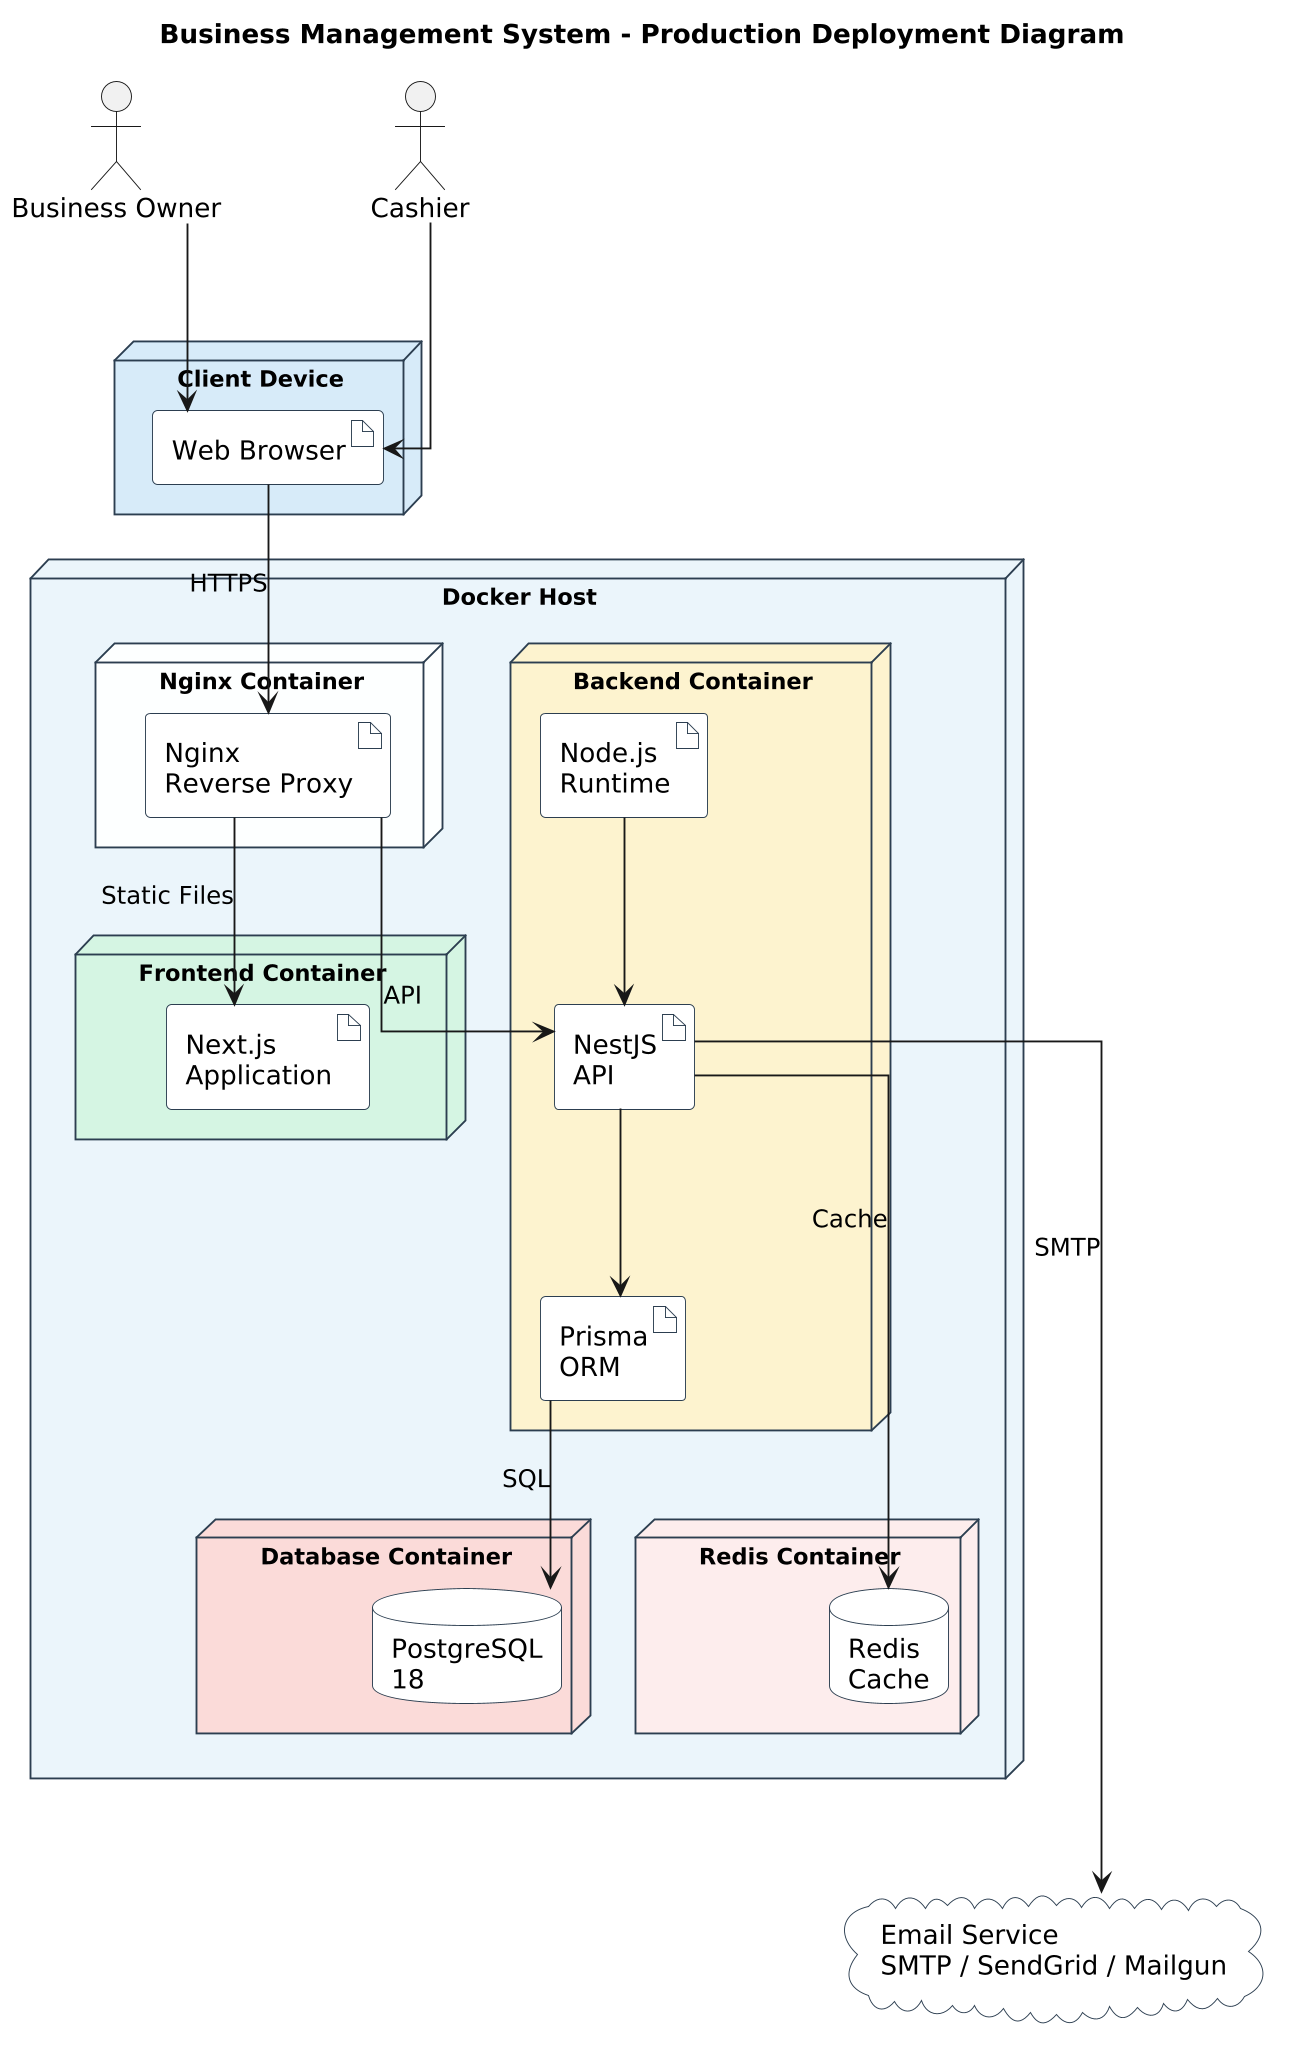 Business Management System - Production Deployment Diagram
Business Owner
Cashier
Client Device
Web Browser
HTTPS
Docker Host
Nginx Container
Nginx
Reverse Proxy
Backend Container
Node.js
Runtime
Static Files
Frontend Container
API
Next.js
Application
NestJS
API
Cache
SMTP
Prisma
ORM
SQL
Database Container
PostgreSQL
18
Redis Container
Redis
Cache
Email Service
SMTP / SendGrid / Mailgun